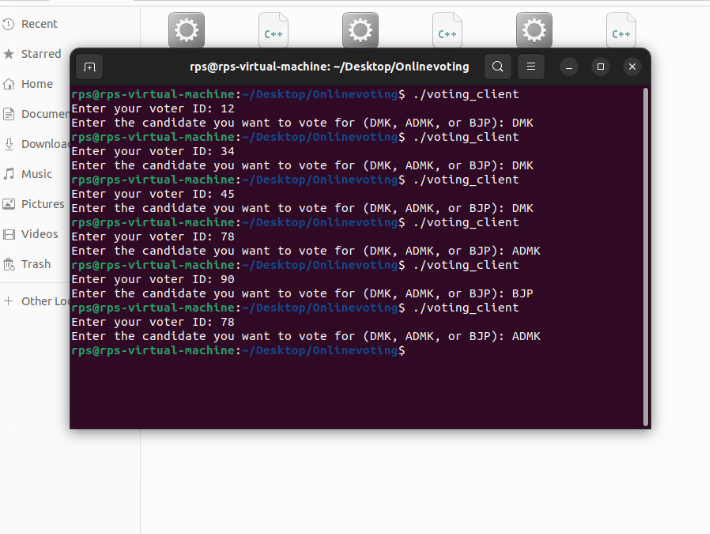 Recent
Starred
Home
Documen
Downloa
Music
Pictures
Videos
Trash
Other Loc
C++
C++
C++
rps@rps-virtual-machine: ~/Desktop/Onlinevoting
rps@rps-virtual-machine:~/Desktop/Onlinevoting$ ./voting_client
Enter your voter ID: 12
Enter the candidate you want to vote for (DMK, ADMK, or BJP): DMK
rps@rps-virtual-machine:~/Desktop/Onlinevoting$ ./voting_client
Enter your voter ID: 34
Enter the candidate you want to vote for (DMK, ADMK, or BJP): DMK
rps@rps-virtual-machine:~/Desktop/Onlinevoting$ ./voting_client
Enter your voter ID: 45
Enter the candidate you want to vote for (DMK, ADMK, or BJP): DMK
rps@rps-virtual-machine:~/Desktop/Onlinevoting$ ./voting_client
Enter your voter ID: 78
Enter the candidate you want to vote for (DMK, ADMK, or BJP): ADMK
rps@rps-virtual-machine:~/Desktop/Onlinevoting$ ./voting_client
Enter your voter ID: 90
Enter the candidate you want to vote for (DMK, ADMK, or BJP): BJP
rps@rps-virtual-machine:~/Desktop/Onlinevoting$ ./voting_client
Enter your voter ID: 78
Enter the candidate you want to vote for (DMK, ADMK, or BJP): ADMK
rps@rps-virtual-machine:~/Desktop/Onlinevoting$